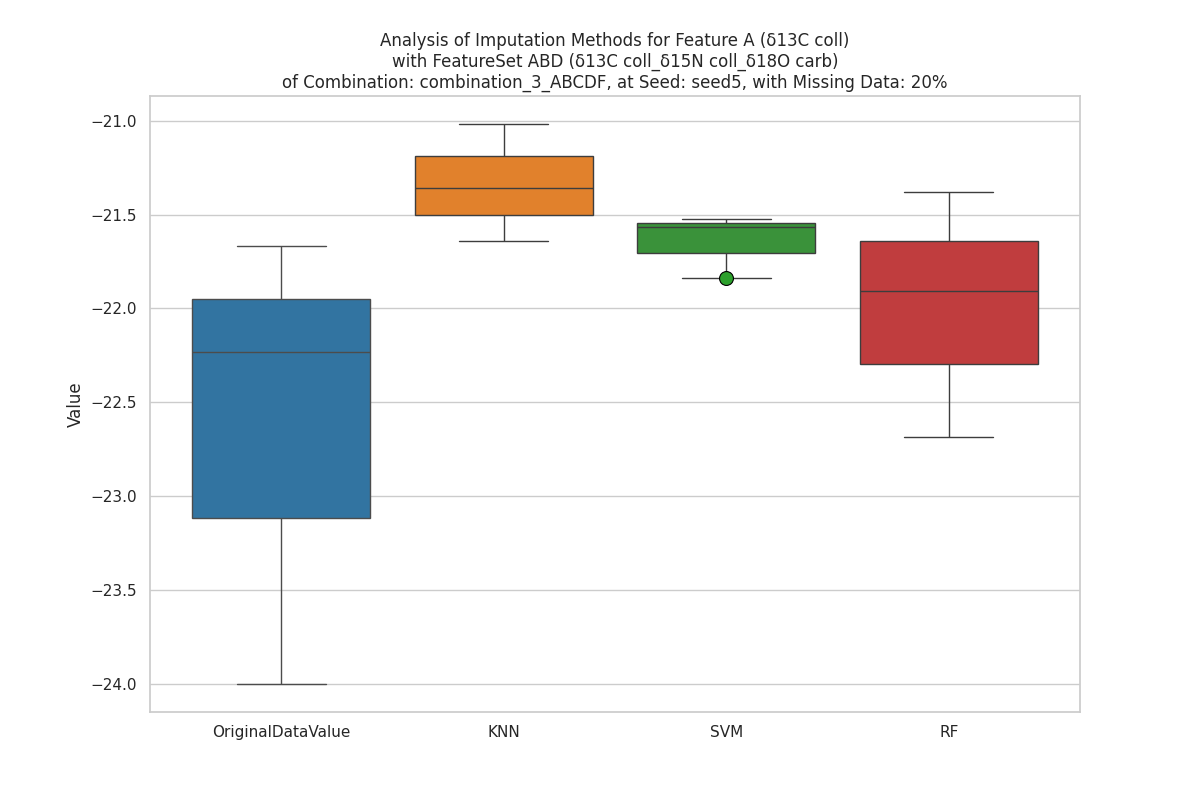 Analysis of Imputation Methods for Feature A (δ13C coll)
with FeatureSet ABD (δ13C coll_δ15N coll_δ18O carb)
of Combination: combination_3_ABCDF, at Seed: seed5, with Missing Data: 20%
−21.0
−21.5
−22.0
−22.5
−23.0
−23.5
−24.0
Value
OriginalDataValue KNN SVM RF